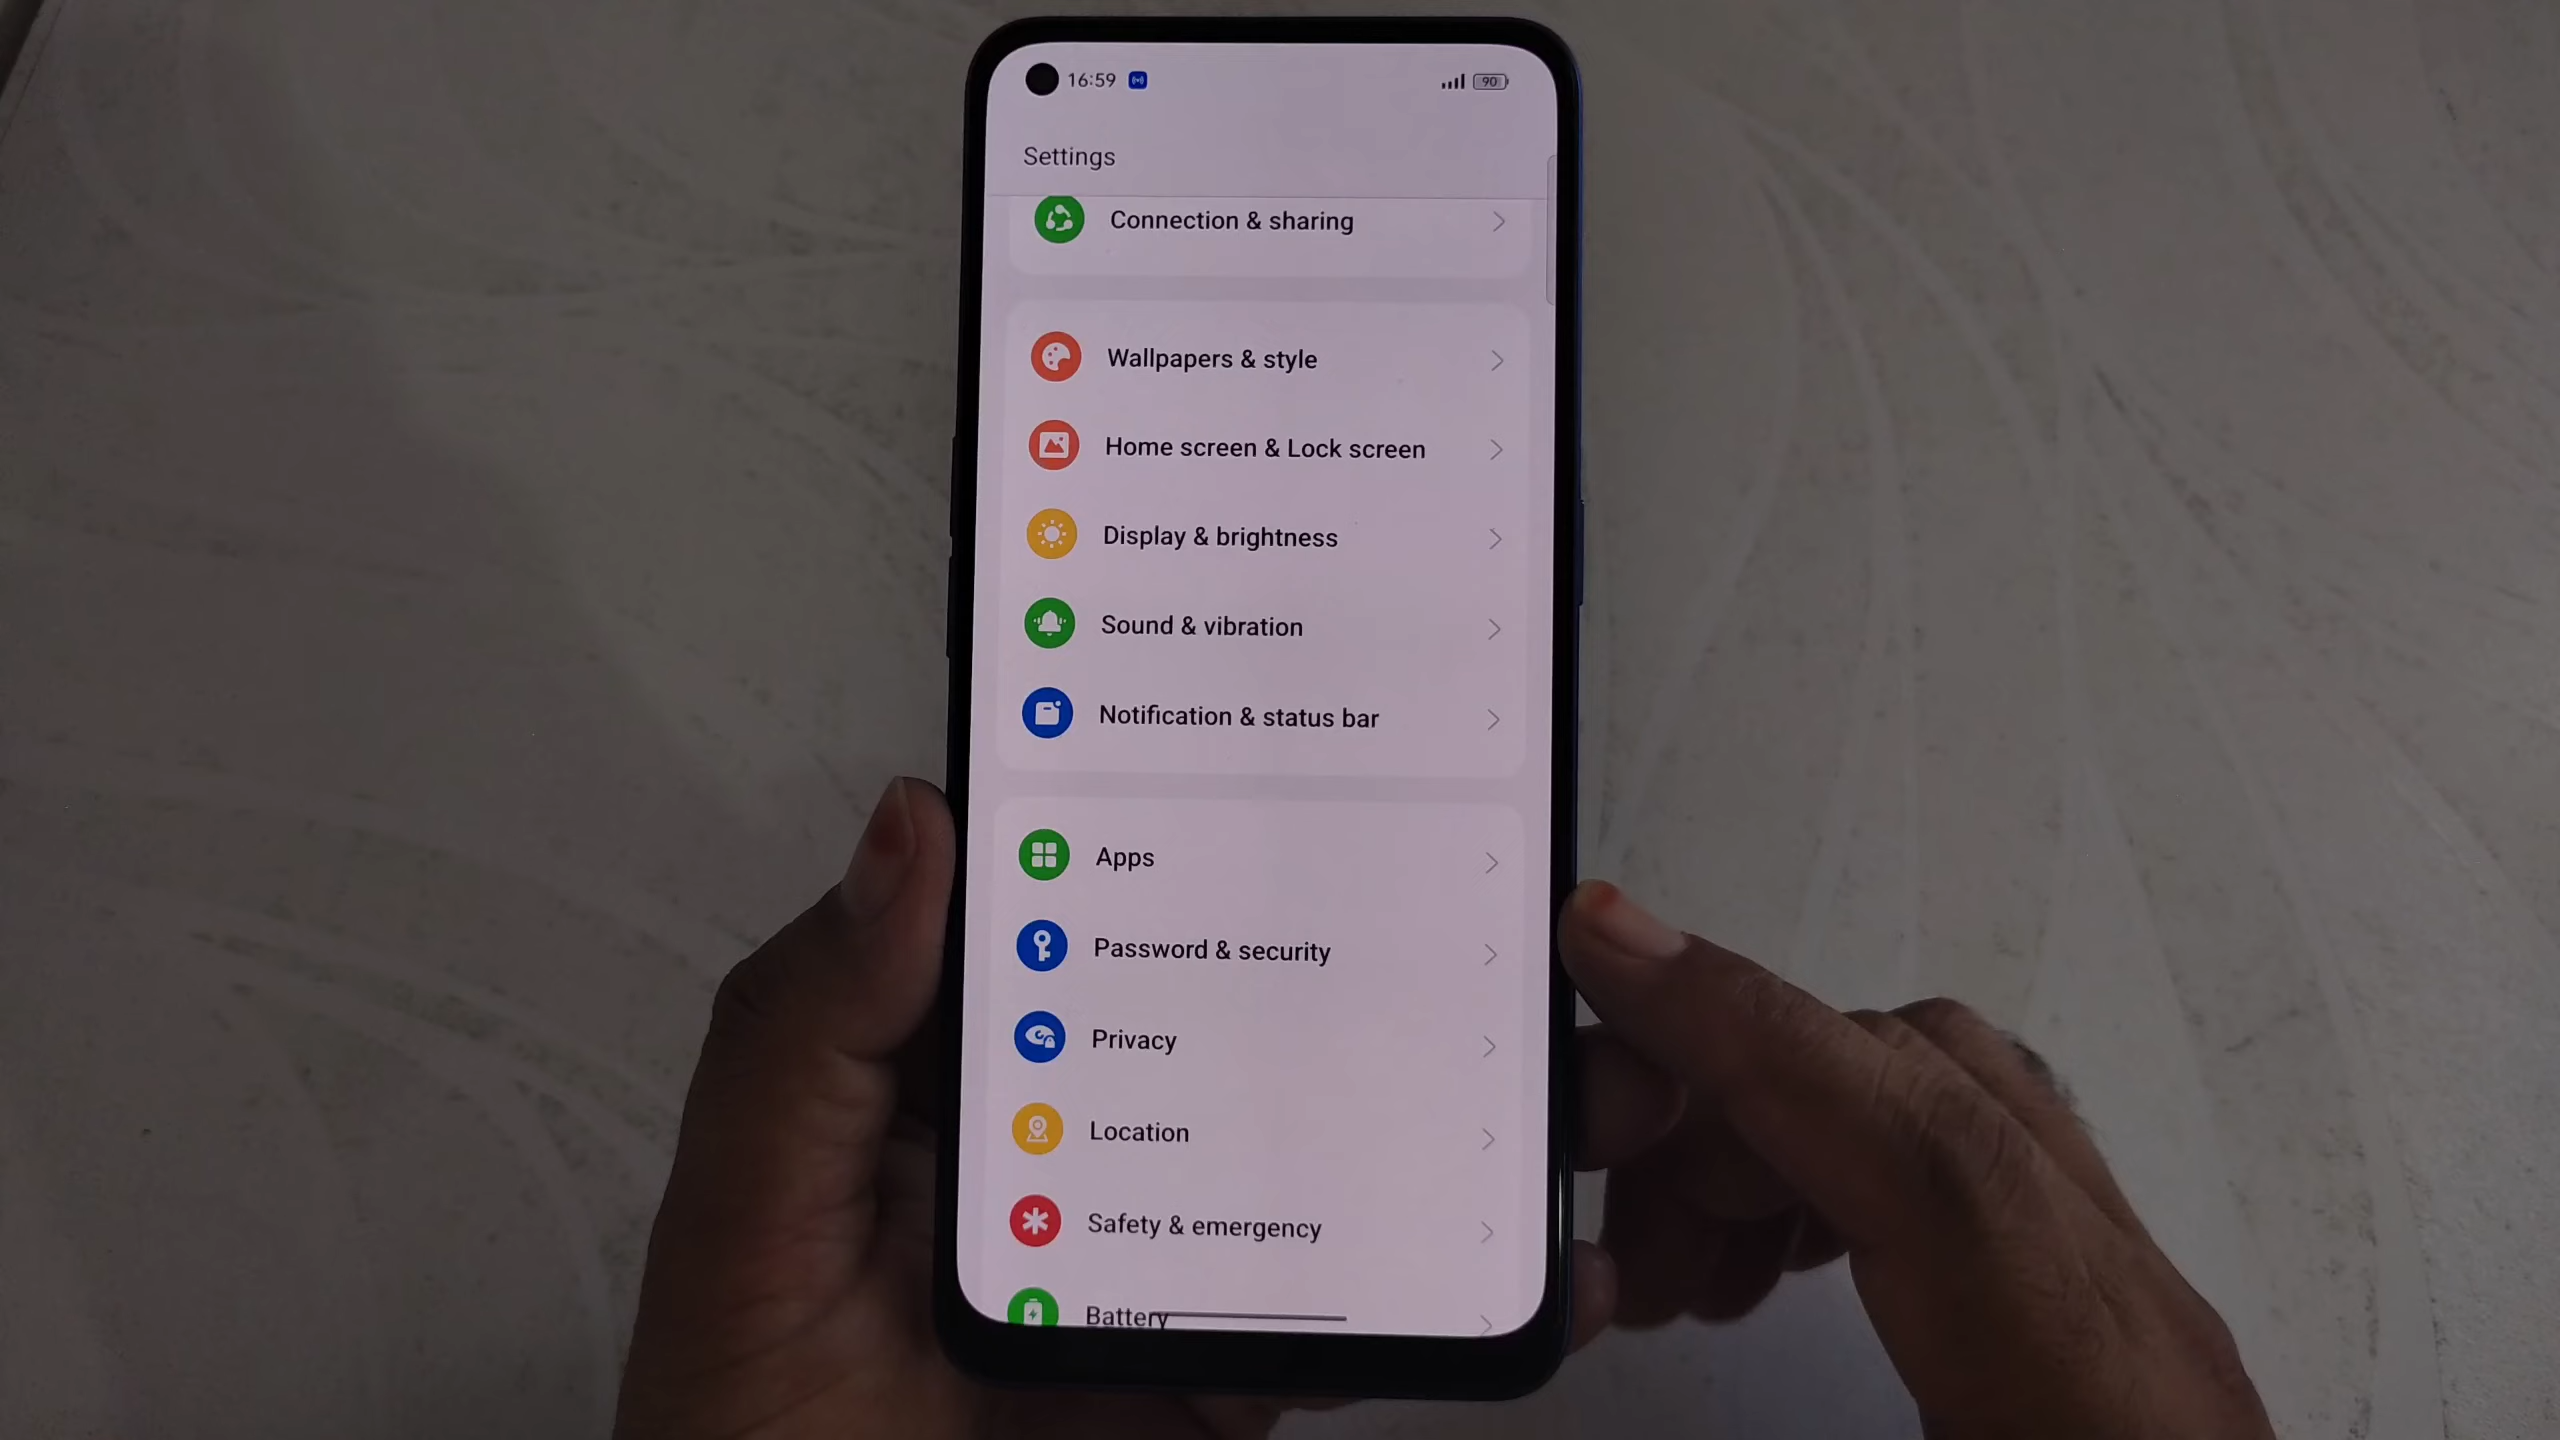 16:59
90
Settings
Connection & sharing
Wallpapers & style
Home screen & Lock screen
Display & brightness
Sound & vibration
Notification & status bar
Apps
Password & security
Privacy
Location
Safety & emergency
Battery